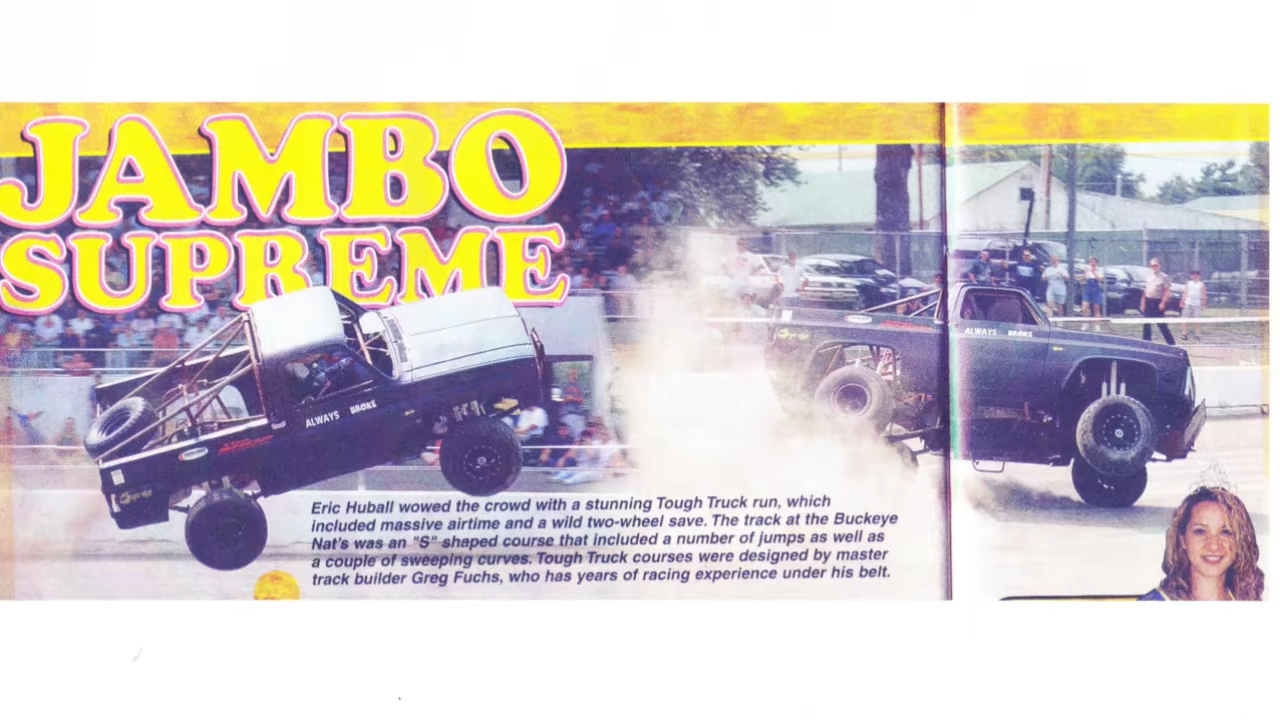 JAMBO
SUPREME
ALWAYS BROKE
ALWAYS BROKE
Eric Huball wowed the crowd with a stunning Tough Truck run, which
included massive airtime and a wild two-wheel save. The track at the Buckeye
Nat's was an "S" shaped course that included a number of jumps as well as
a couple of sweeping curves. Tough Truck courses were designed by master
track builder Greg Fuchs, who has years of racing experience under his belt.